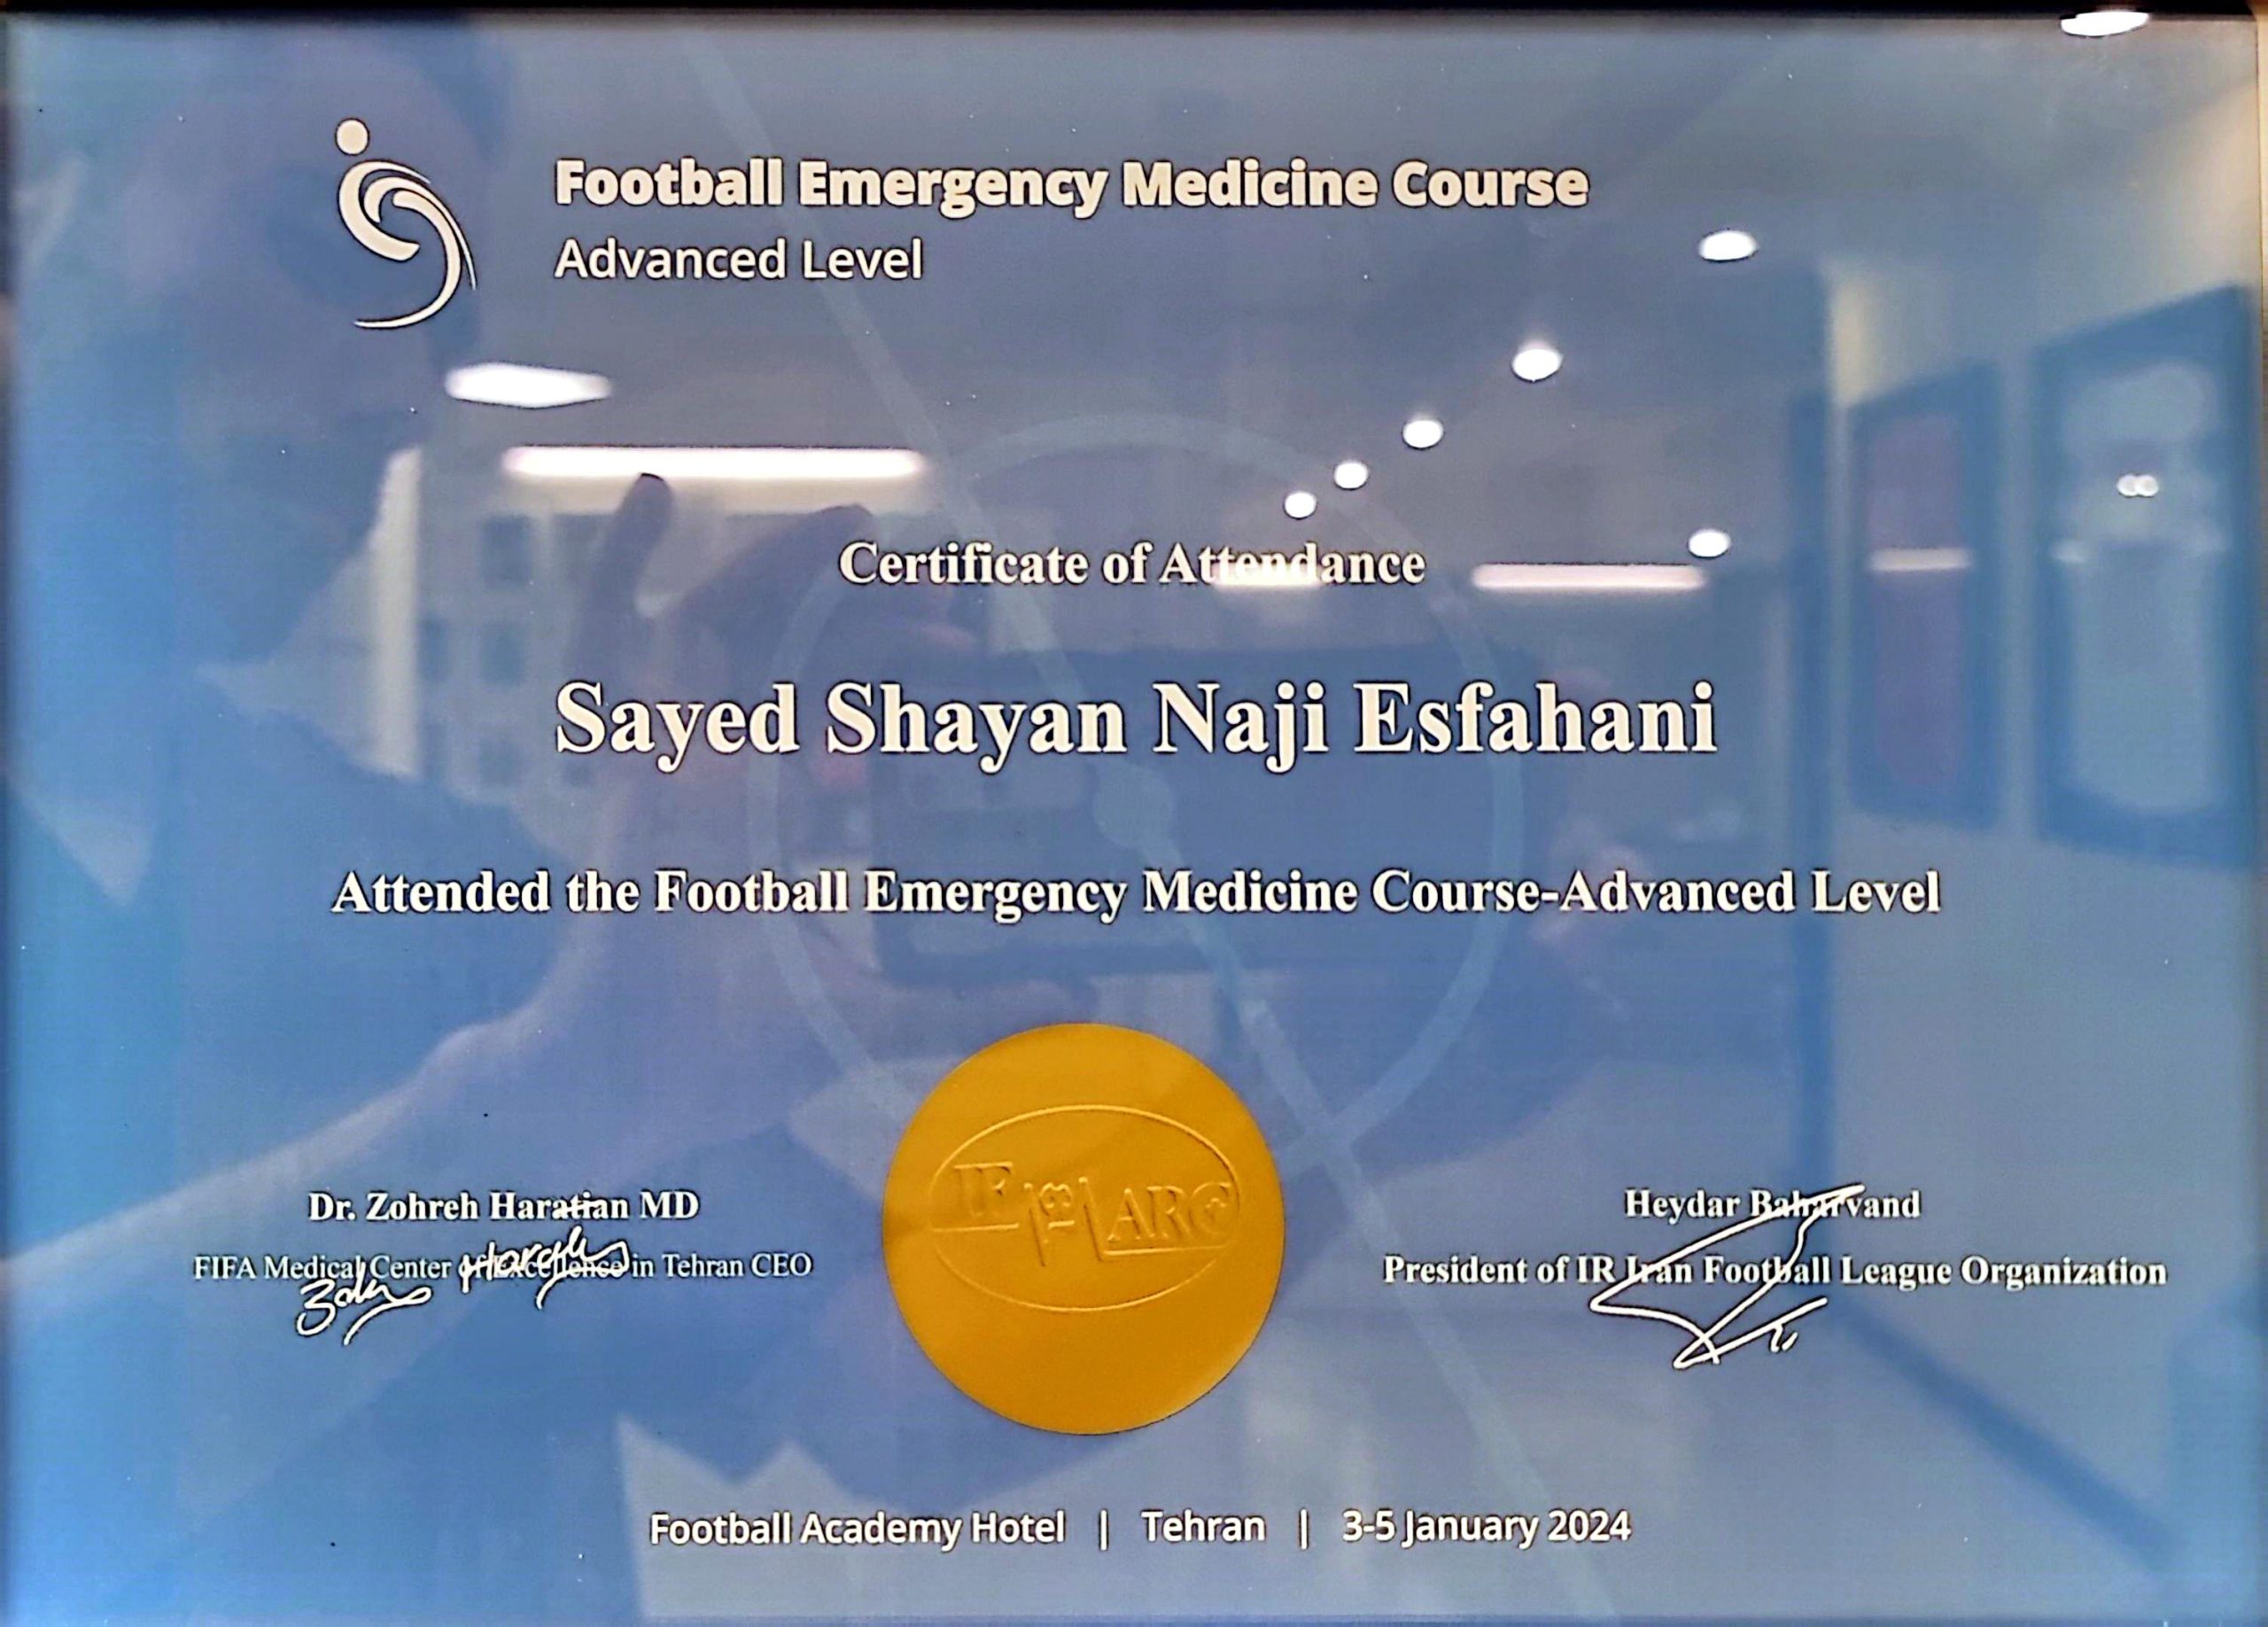 Football Emergency Medicine Course
Advanced Level
Certificate of Attendance
Sayed Shayan Naji Esfahani
Attended the Football Emergency Medicine Course-Advanced Level
Dr. Zohreh Haratian MD
FIFA Medical Center of Excellence in Tehran CEO
Heydar Baharvand
President of IR Iran Football League Organization
Football Academy Hotel | Tehran | 3-5 January 2024